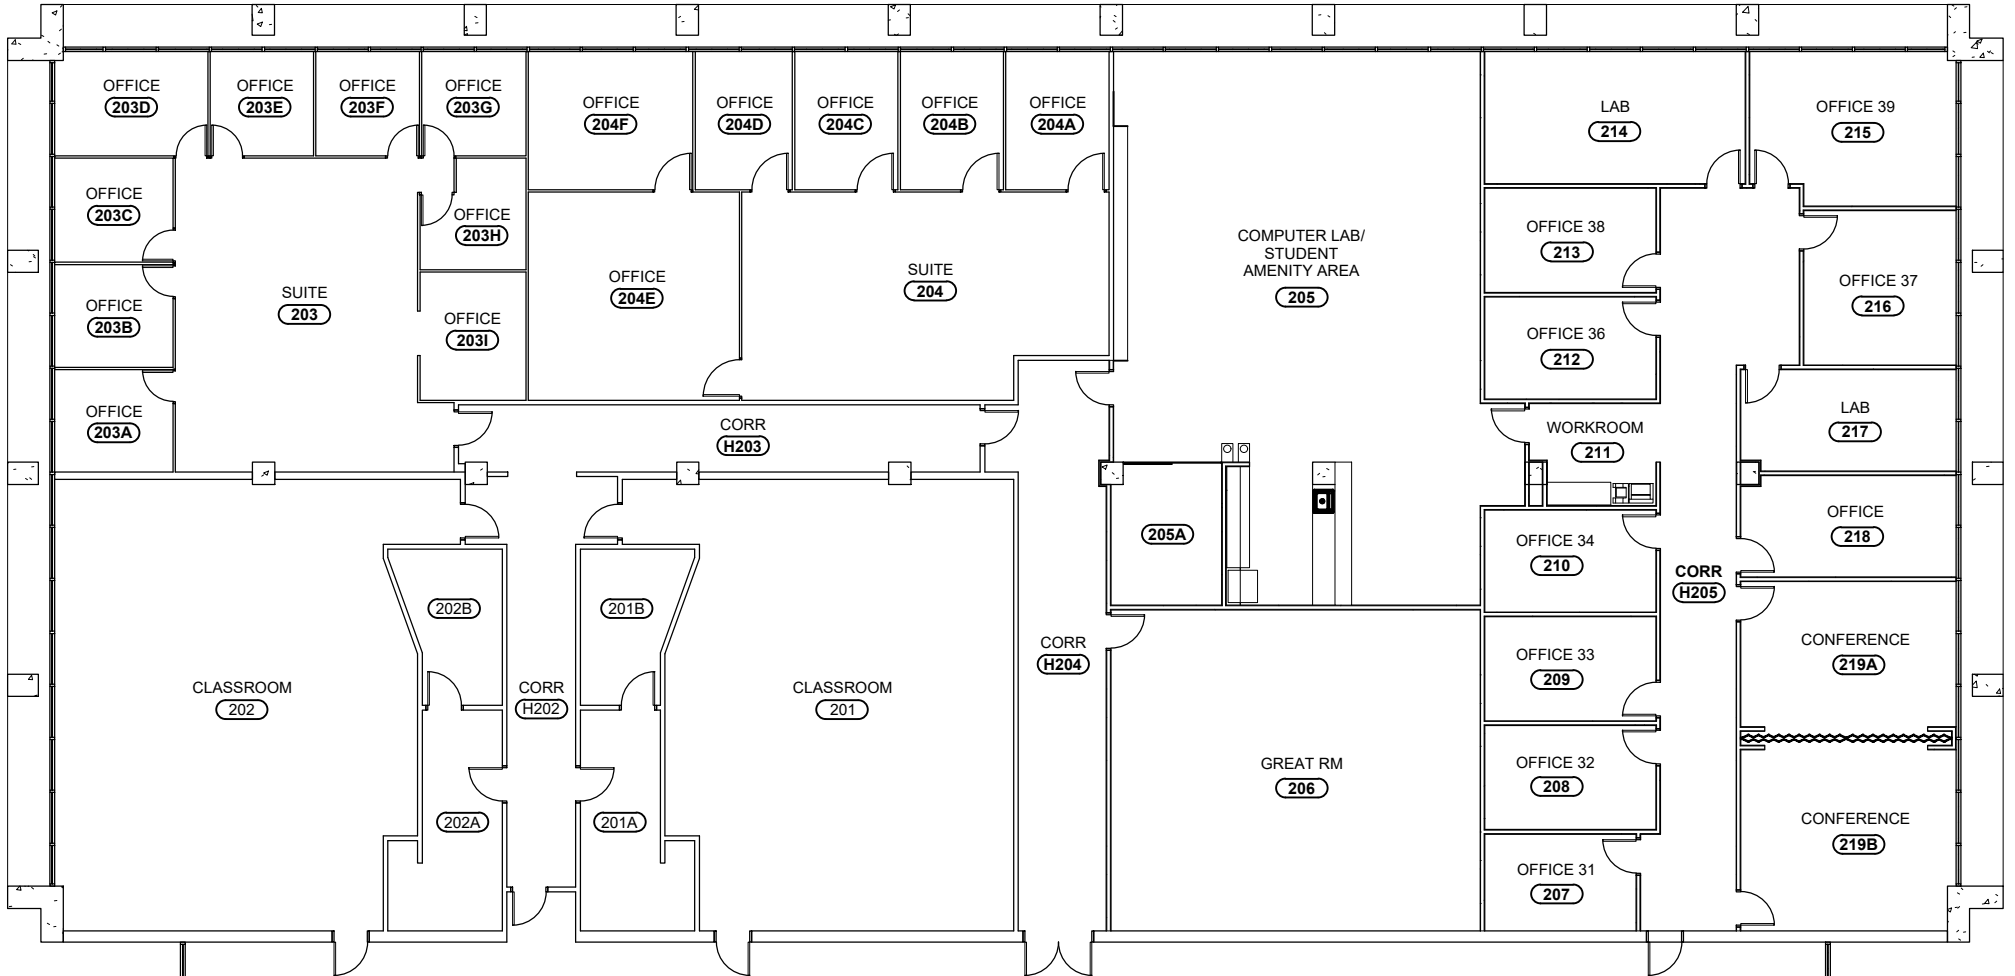 OFFICE
203D
OFFICE
203E
OFFICE
203F
OFFICE
203G
OFFICE
204F
OFFICE
204D
OFFICE
204C
OFFICE
204B
OFFICE
204A
LAB
214
OFFICE 39
215
OFFICE
203C
OFFICE
203H
OFFICE 38
213
COMPUTER LAB/
STUDENT
AMENITY AREA
205
SUITE
204
OFFICE
204E
OFFICE 37
216
SUITE
203
OFFICE
203B
OFFICE
203I
OFFICE 36
212
OFFICE
203A
CORR
H203
WORKROOM
211
LAB
217
205A
OFFICE 34
210
OFFICE
218
CORR
H205
202B
201B
CORR
H204
OFFICE 33
209
CONFERENCE
219A
CLASSROOM
202
CORR
H202
CLASSROOM
201
GREAT RM
206
OFFICE 32
208
202A
201A
CONFERENCE
219B
OFFICE 31
207